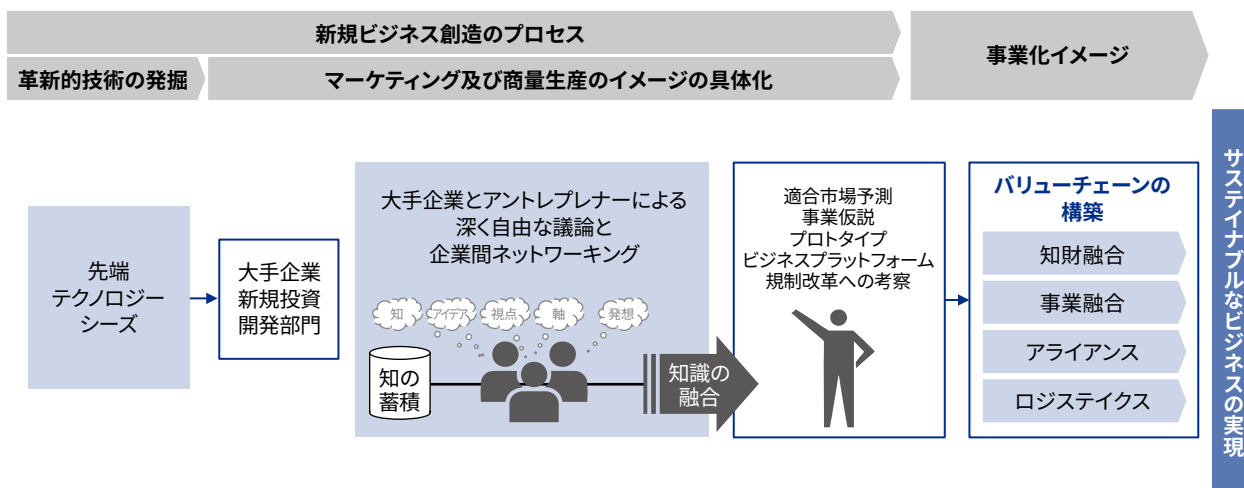 新規ビジネス創造のプロセス
事業化イメージ
革新的技術の発掘
マーケティング及び商量生産のイメージの具体化
先端
テクノロジー
シーズ
大手企業
新規投資
開発部門
大手企業とアントレプレナーによる
深く自由な議論と
企業間ネットワーキング
知
アイデア
視点
軸
発想
知の
蓄積
知識の
融合
適合市場予測
事業仮説
プロトタイプ
ビジネスプラットフォーム
規制改革への考察
バリューチェーンの
構築
知財融合
事業融合
アライアンス
ロジステイクス
サステイナブルなビジネスの実現